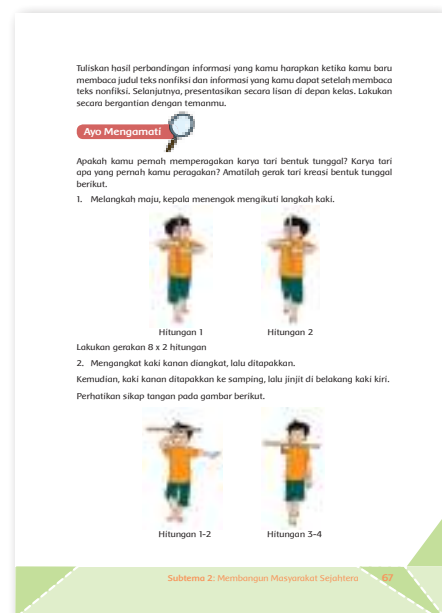 Tuliskan hasil perbandingan informasi yang kamu harapkan ketika kamu baru
membaca judul teks nonfiksi dan informasi yang kamu dapat setelah membaca
teks nonfiksi. Selanjutnya, presentasikan secara lisan di depan kelas. Lakukan
secara bergantian dengan temanmu.
Ayo Mengamati
Apakah kamu pernah memperagakan karya tari bentuk tunggal? Karya tari
apa yang pernah kamu peragakan? Amatilah gerak tari kreasi bentuk tunggal
berikut.
1. Melangkah maju, kepala menengok mengikuti langkah kaki.
Hitungan 1
Hitungan 2
Lakukan gerakan 8 x 2 hitungan
2. Mengangkat kaki kanan diangkat, lalu ditapakkan.
Kemudian, kaki kanan ditapakkan ke samping, lalu jinjit di belakang kaki kiri.
Perhatikan sikap tangan pada gambar berikut.
Hitungan 1-2
Hitungan 3-4
Subtema 2: Membangun Masyarakat Sejahtera 67